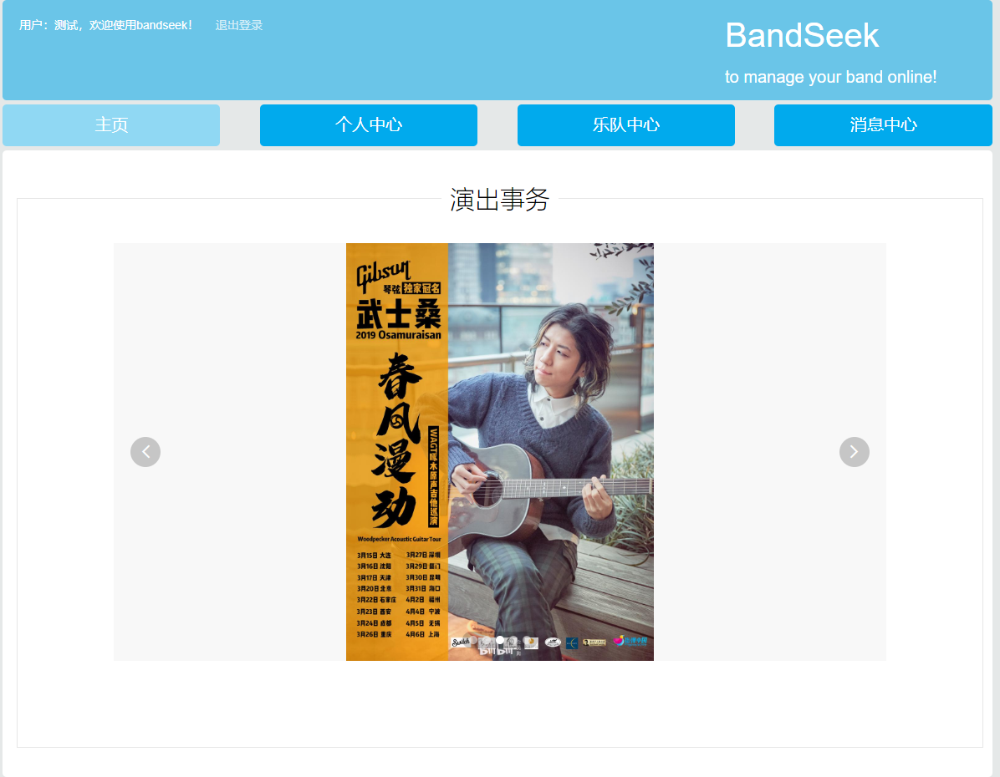 用户：测试，欢迎使用bandseek！ 退出登录
BandSeek
to manage your band online!
主页 个人中心 乐队中心 消息中心
演出事务
Gibson
琴弦 独家冠名
武士桑
2019 Osamuraisan
春风漫动
WAGT啄木原声吉他巡演
Woodpecker Acoustic Guitar Tour
3月15日 大连 3月27日 深圳
3月16日 沈阳 3月29日 厦门
3月17日 天津 3月30日 昆明
3月20日 北京 3月31日 海口
3月22日 石家庄 4月2日 福州
3月23日 西安 4月4日 宁波
3月24日 成都 4月5日 无锡
3月26日 重庆 4月6日 上海
Switch